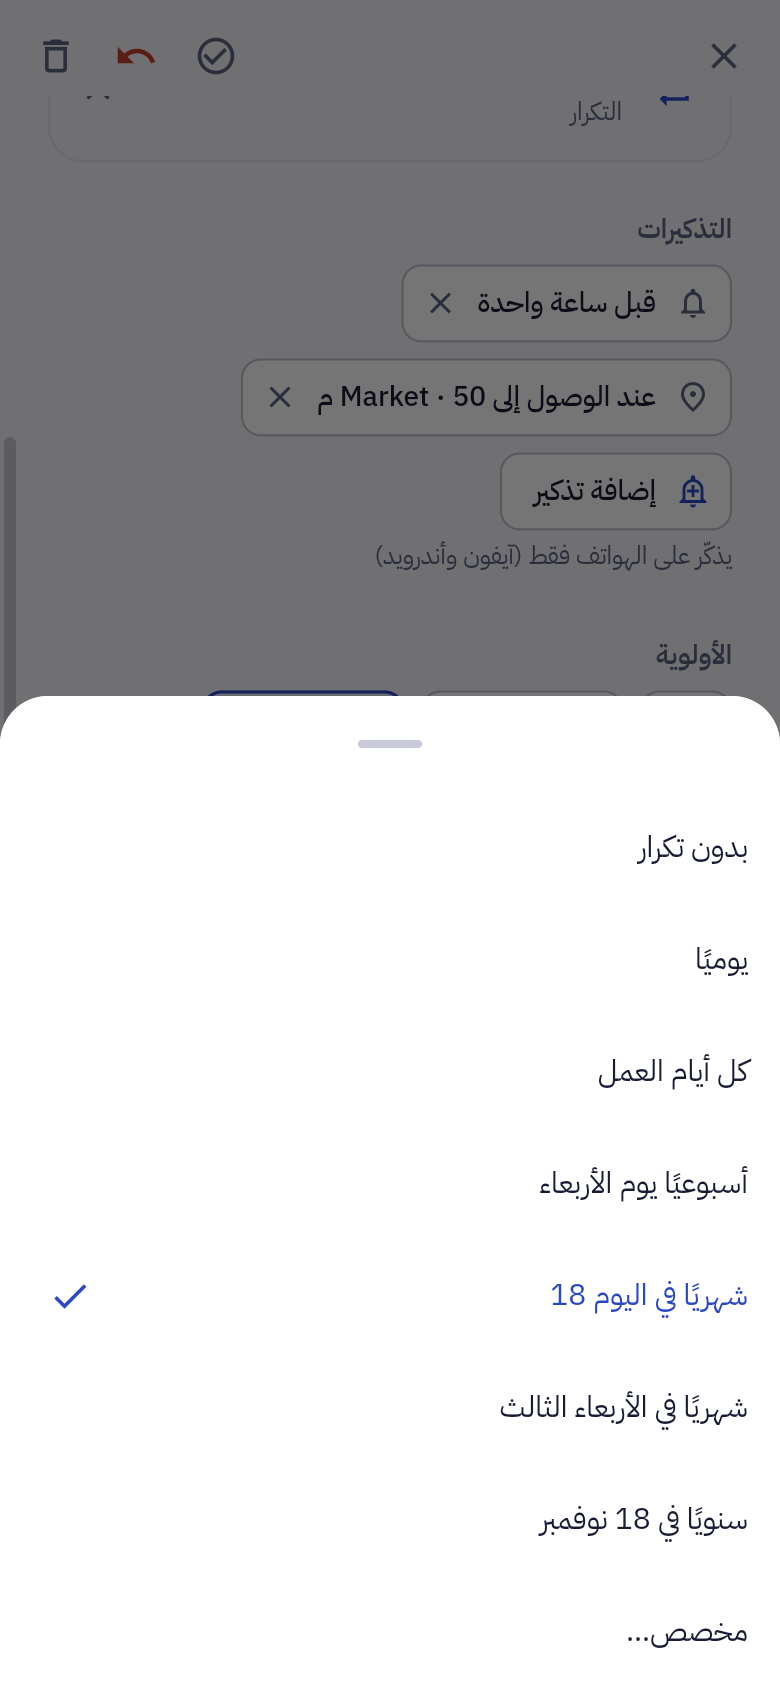 التكرار
التذكيرات
قبل ساعة واحدة
عند الوصول إلى Market · 50 م
إضافة تذكير
يذكّر على الهواتف فقط (آيفون وأندرويد)
الأولوية
بدون تكرار
يوميًا
كل أيام العمل
أسبوعيًا يوم الأربعاء
شهريًا في اليوم 18
شهريًا في الأربعاء الثالث
سنويًا في 18 نوفمبر
مخصص...